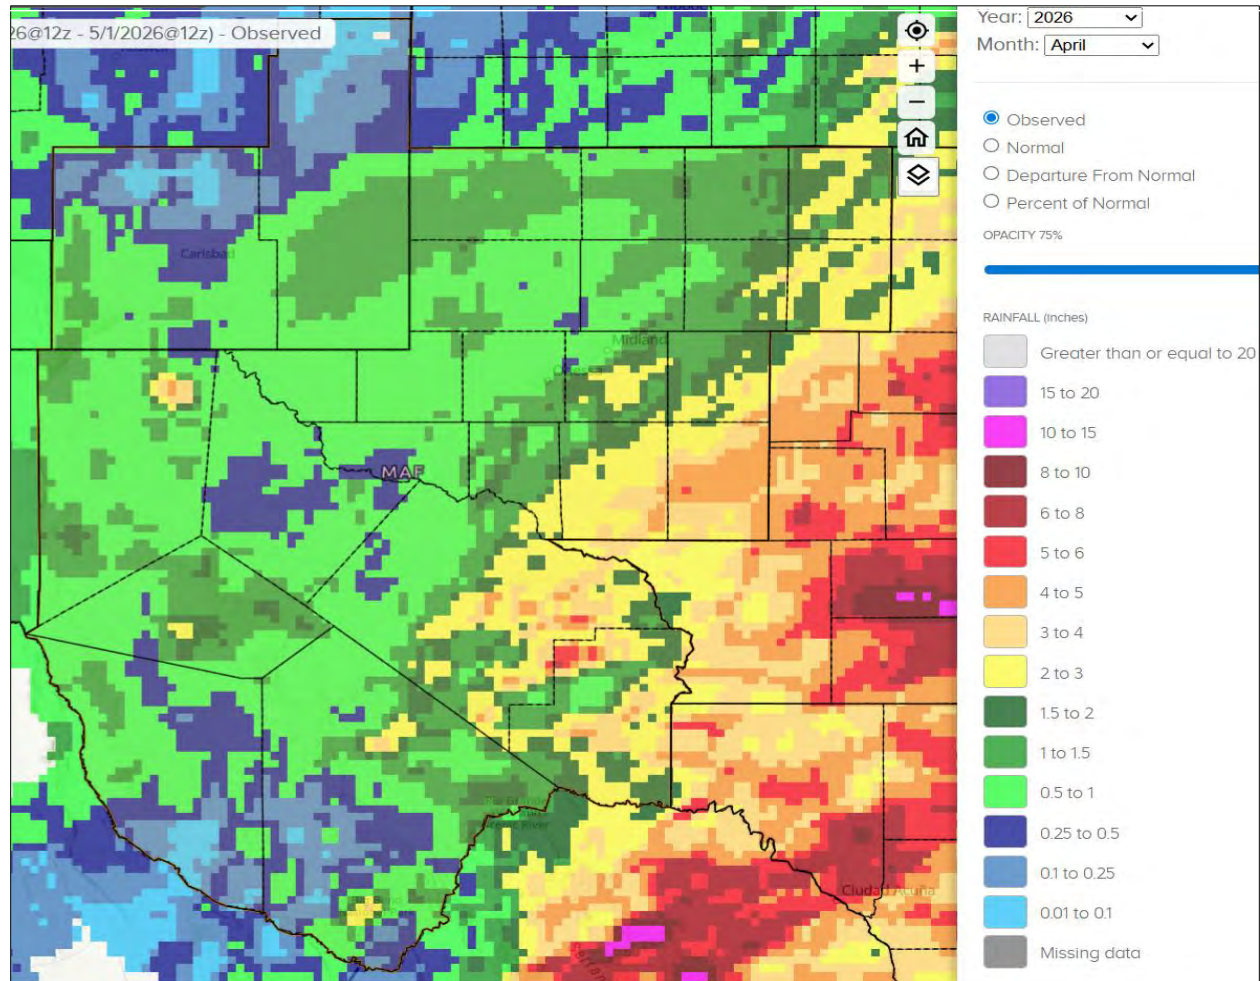 26@12z - 5/1/2026@12z) - Observed
Carlsbad
Midland
MAF
Ciudad Acuña
Year: 2026
Month: April
Observed
Normal
Departure From Normal
Percent of Normal
OPACITY 75%
RAINFALL (Inches)
Greater than or equal to 20
15 to 20
10 to 15
8 to 10
6 to 8
5 to 6
4 to 5
3 to 4
2 to 3
1.5 to 2
1 to 1.5
0.5 to 1
0.25 to 0.5
0.1 to 0.25
0.01 to 0.1
Missing data